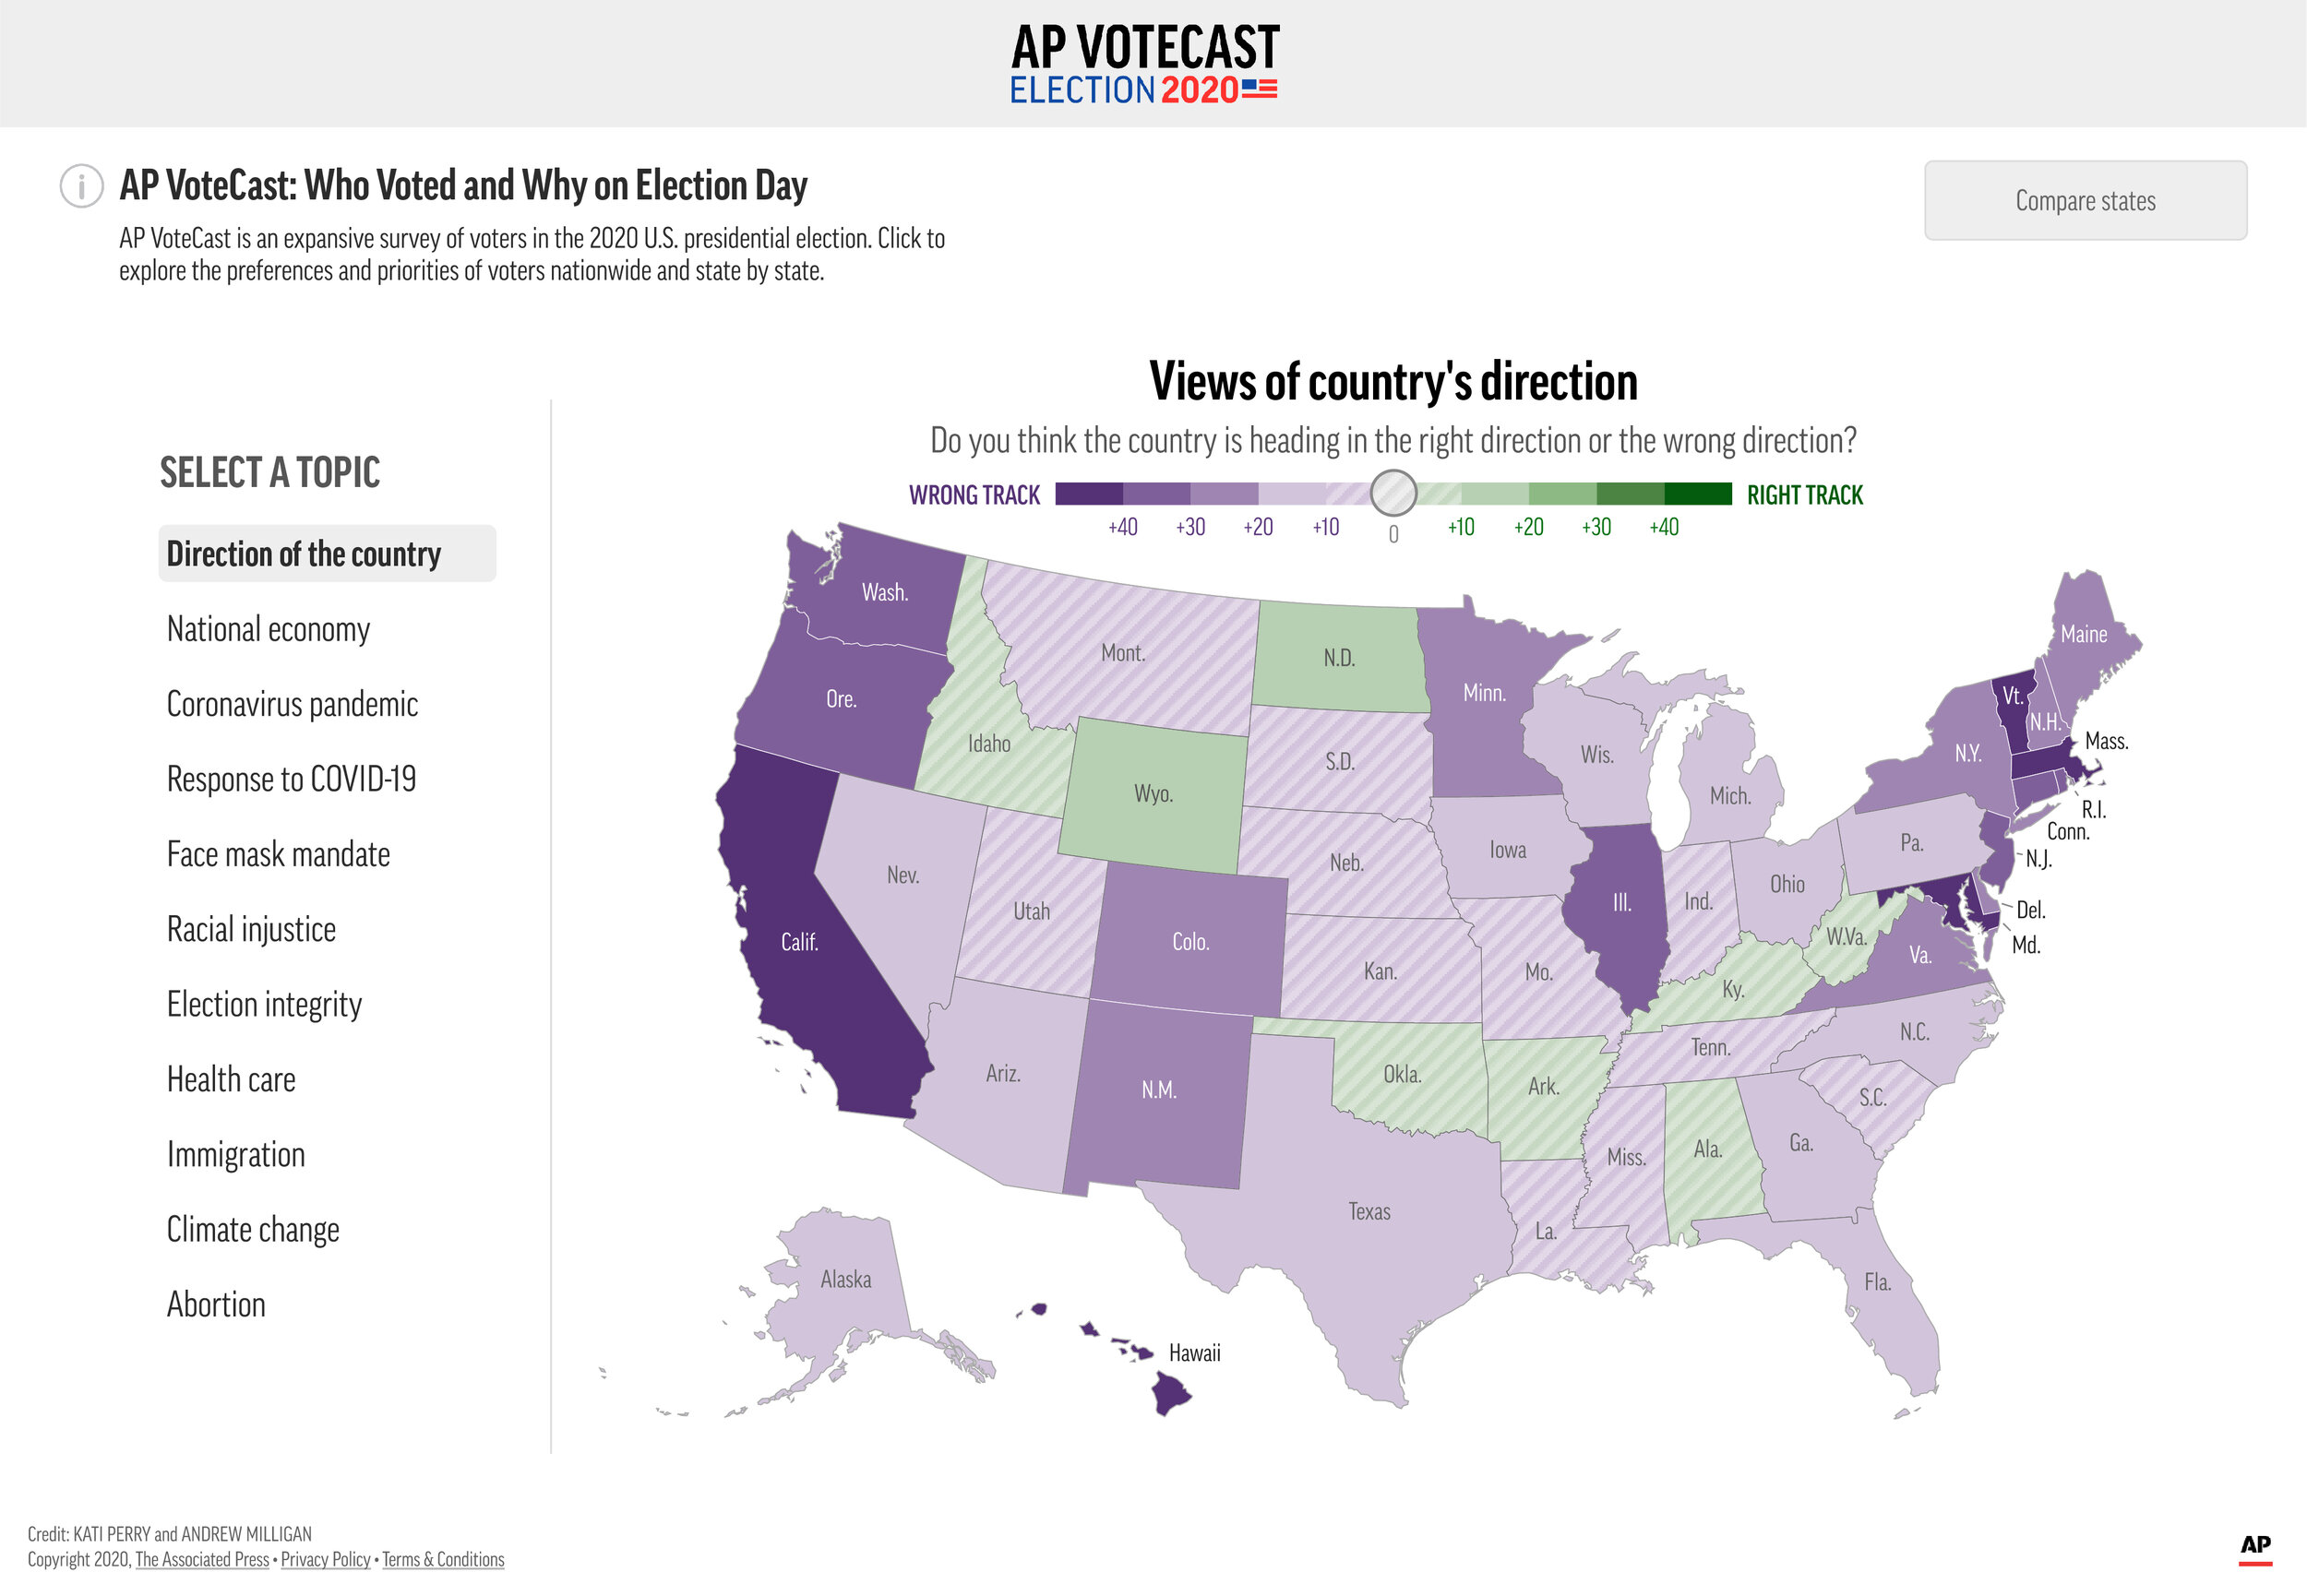 AP VOTECAST
ELECTION 2020
AP VoteCast: Who Voted and Why on Election Day
AP VoteCast is an expansive survey of voters in the 2020 U.S. presidential election. Click to
explore the preferences and priorities of voters nationwide and state by state.
Compare states
SELECT A TOPIC
Direction of the country
National economy
Coronavirus pandemic
Response to COVID-19
Face mask mandate
Racial injustice
Election integrity
Health care
Immigration
Climate change
Abortion
Views of country's direction
Do you think the country is heading in the right direction or the wrong direction?
WRONG TRACK
RIGHT TRACK
+40 +30 +20 +10 0 +10 +20 +30 +40
Wash.
Mont.
N.D.
Minn.
Maine
Ore.
Idaho
S.D.
Wis.
Vt.
N.H.
Mass.
N.Y.
Wyo.
Mich.
R.I.
Conn.
Nev.
Neb.
Iowa
Pa.
N.J.
Utah
Colo.
Ill.
Ind.
Ohio
Del.
Calif.
Kan.
Mo.
W.Va.
Va.
Md.
Ky.
Ariz.
N.M.
Okla.
Ark.
Tenn.
N.C.
S.C.
Miss.
Ala.
Ga.
Texas
La.
Fla.
Alaska
Hawaii
Credit: KATI PERRY and ANDREW MILLIGAN
Copyright 2020, The Associated Press • Privacy Policy • Terms & Conditions
AP